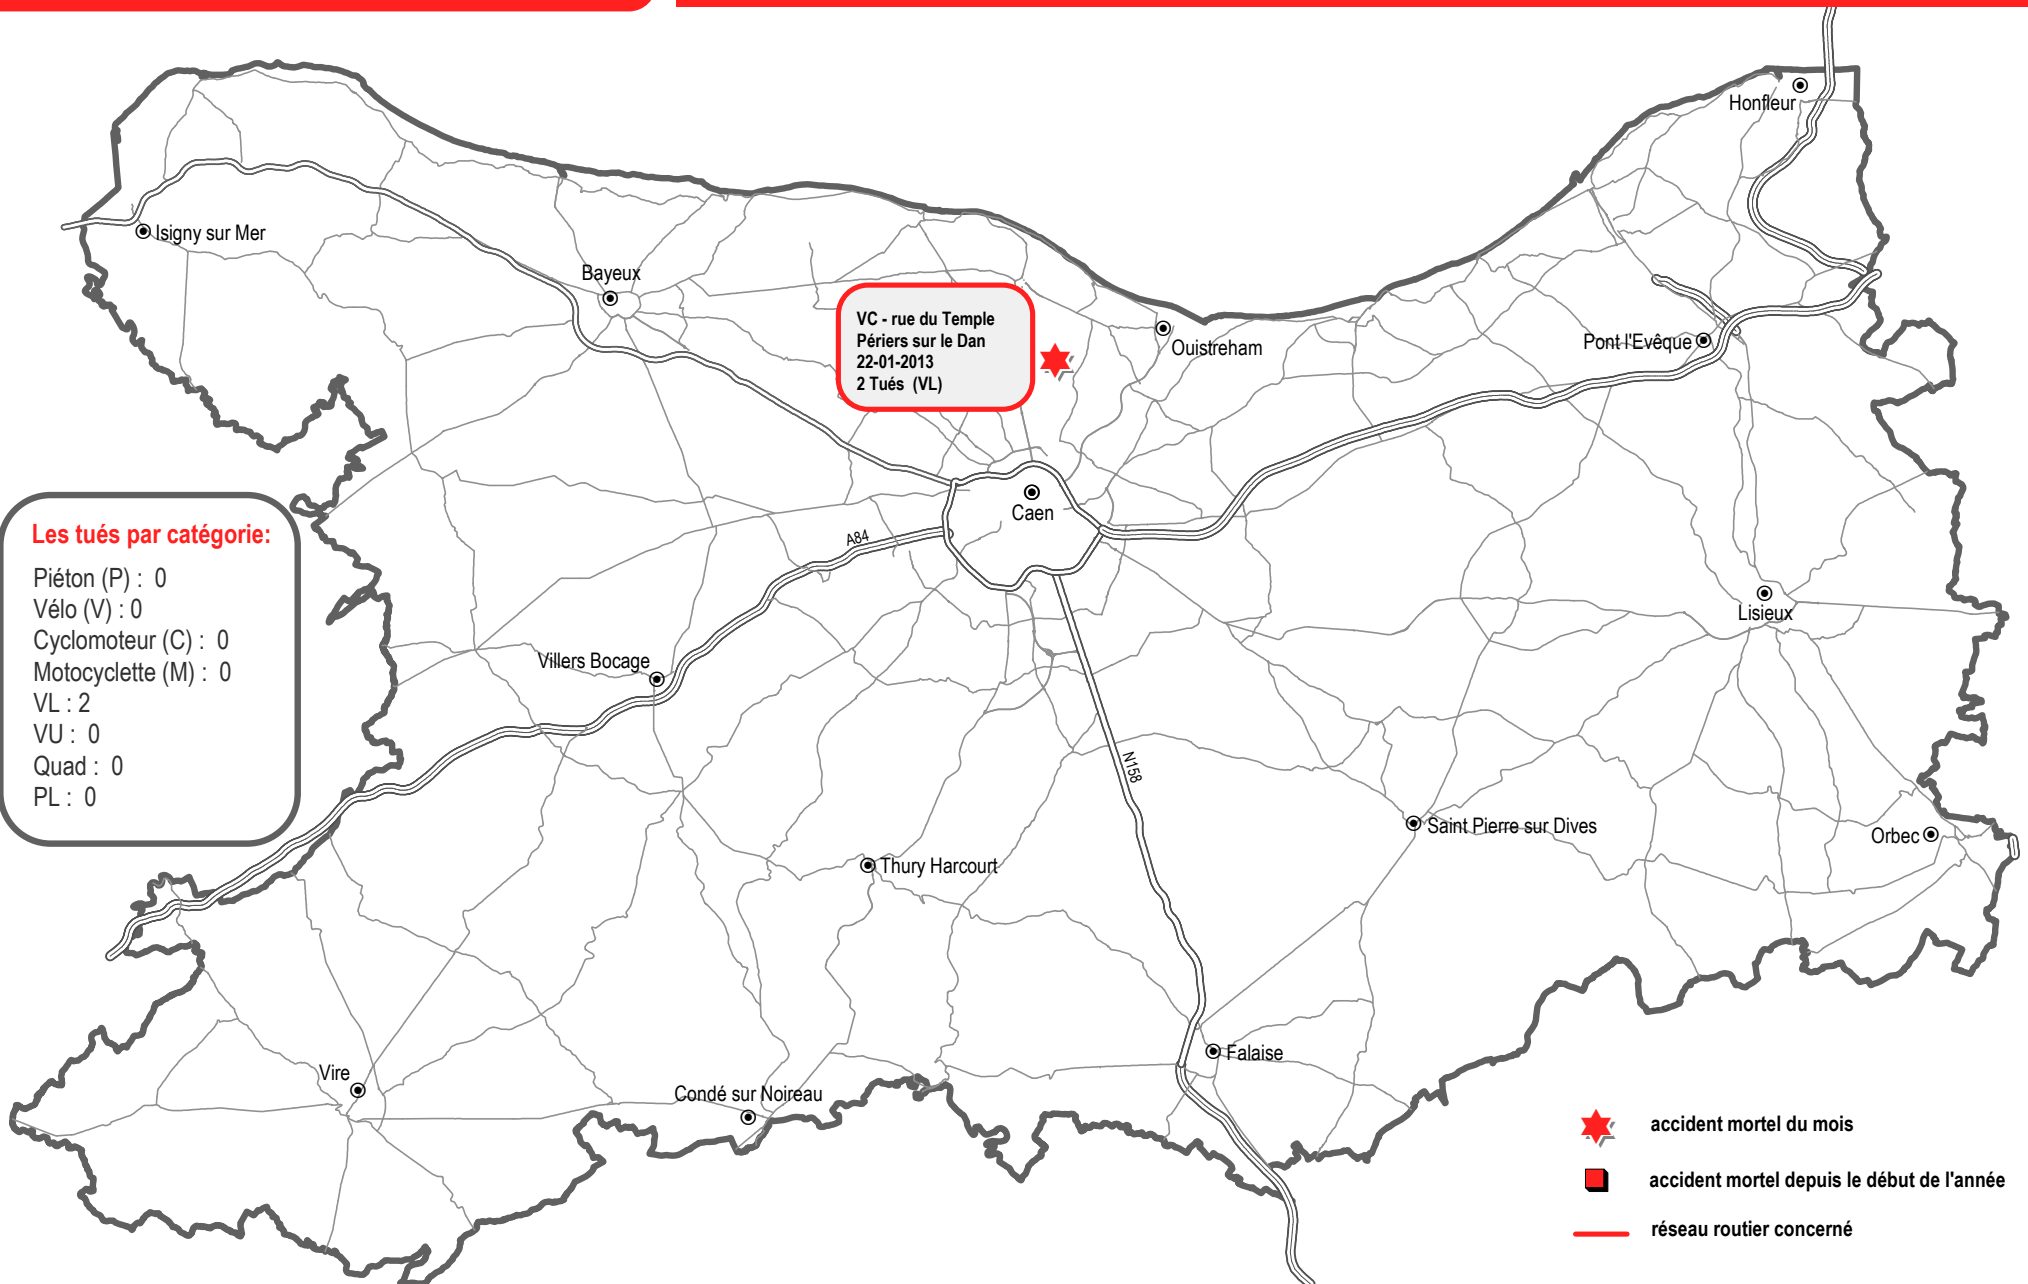 Honfleur
Isigny sur Mer
Bayeux
VC - rue du Temple
Périers sur le Dan
22-01-2013
2 Tués (VL)
Ouistreham
Pont l'Evêque
Caen
A84
Les tués par catégorie:
Piéton (P) : 0
Vélo (V) : 0
Cyclomoteur (C) : 0
Motocyclette (M) : 0
VL : 2
VU : 0
Quad : 0
PL : 0
Lisieux
Villers Bocage
N158
Saint Pierre sur Dives
Orbec
Thury Harcourt
Falaise
Vire
Condé sur Noireau
accident mortel du mois
accident mortel depuis le début de l'année
réseau routier concerné